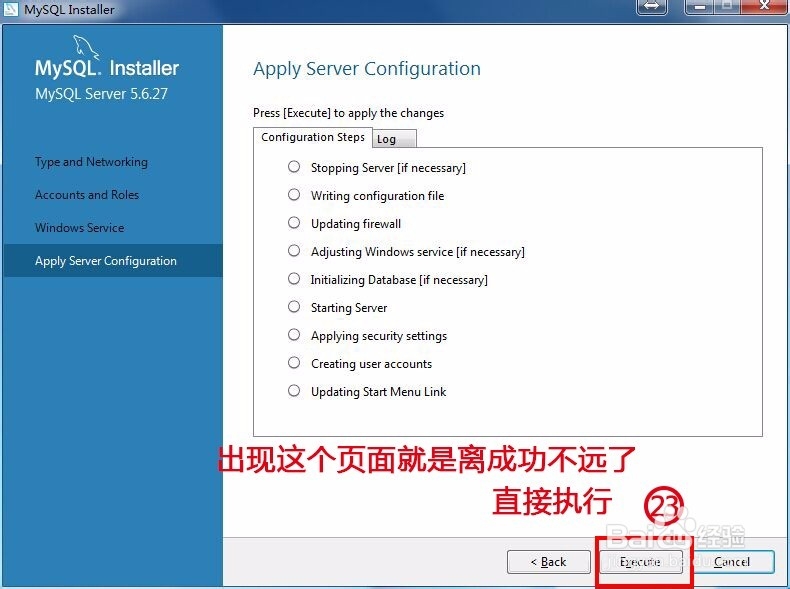 MySQL Installer
MySQL. Installer
MySQL Server 5.6.27
Type and Networking
Accounts and Roles
Windows Service
Apply Server Configuration
Apply Server Configuration
Press [Execute] to apply the changes
Configuration Steps
Log
Stopping Server [if necessary]
Writing configuration file
Updating firewall
Adjusting Windows service [if necessary]
Initializing Database [if necessary]
Starting Server
Applying security settings
Creating user accounts
Updating Start Menu Link
出现这个页面就是离成功不远了
直接执行 23
Baidu 经验
< Back
Execute
Cancel